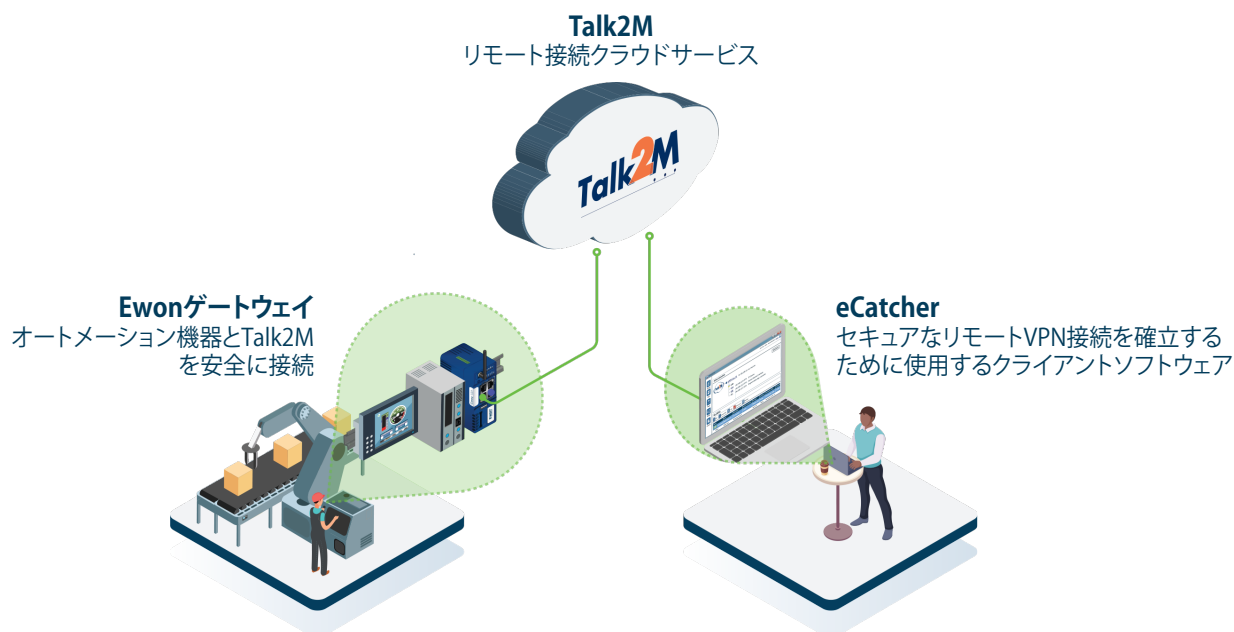 Talk2M
リモート接続クラウドサービス
Talk2M
Ewonゲートウェイ
オートメーション機器とTalk2M
を安全に接続
eCatcher
セキュアなリモートVPN接続を確立する
ために使用するクライアントソフトウェア